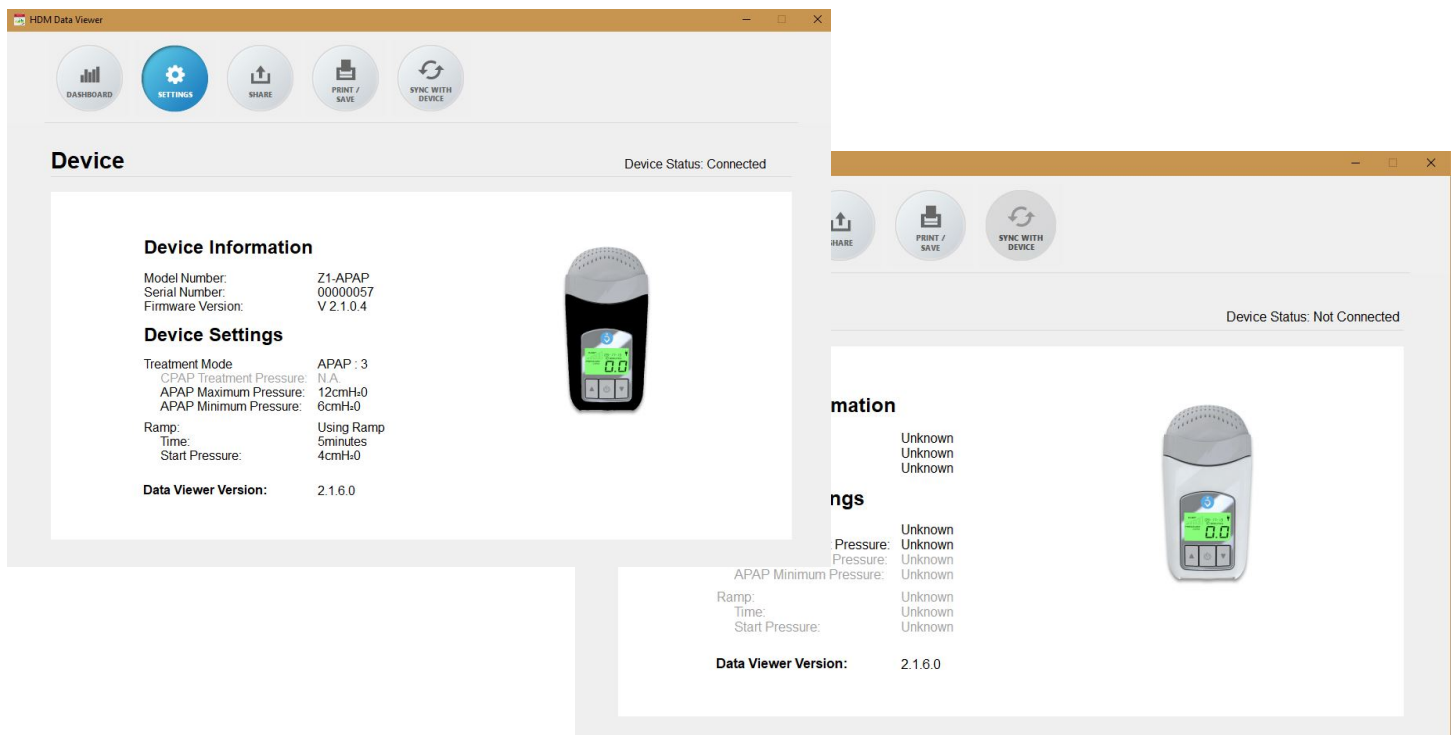 HDM Data Viewer
DASHBOARD
SETTINGS
SHARE
PRINT /
SAVE
SYNC WITH
DEVICE
Device
Device Status: Connected
Device Information
Model Number: Z1-APAP
Serial Number: 00000057
Firmware Version: V 2.1.0.4
Device Settings
Treatment Mode APAP : 3
CPAP Treatment Pressure: N.A.
APAP Maximum Pressure: 12cmH₂0
APAP Minimum Pressure: 6cmH₂0
Ramp: Using Ramp
Time: 5minutes
Start Pressure: 4cmH₂0
Data Viewer Version: 2.1.6.0
0.0
HARE
PRINT /
SAVE
SYNC WITH
DEVICE
Device Status: Not Connected
mation
Unknown
Unknown
Unknown
ngs
Unknown
Pressure: Unknown
Pressure: Unknown
APAP Minimum Pressure: Unknown
Ramp: Unknown
Time: Unknown
Start Pressure: Unknown
Data Viewer Version: 2.1.6.0
0.0